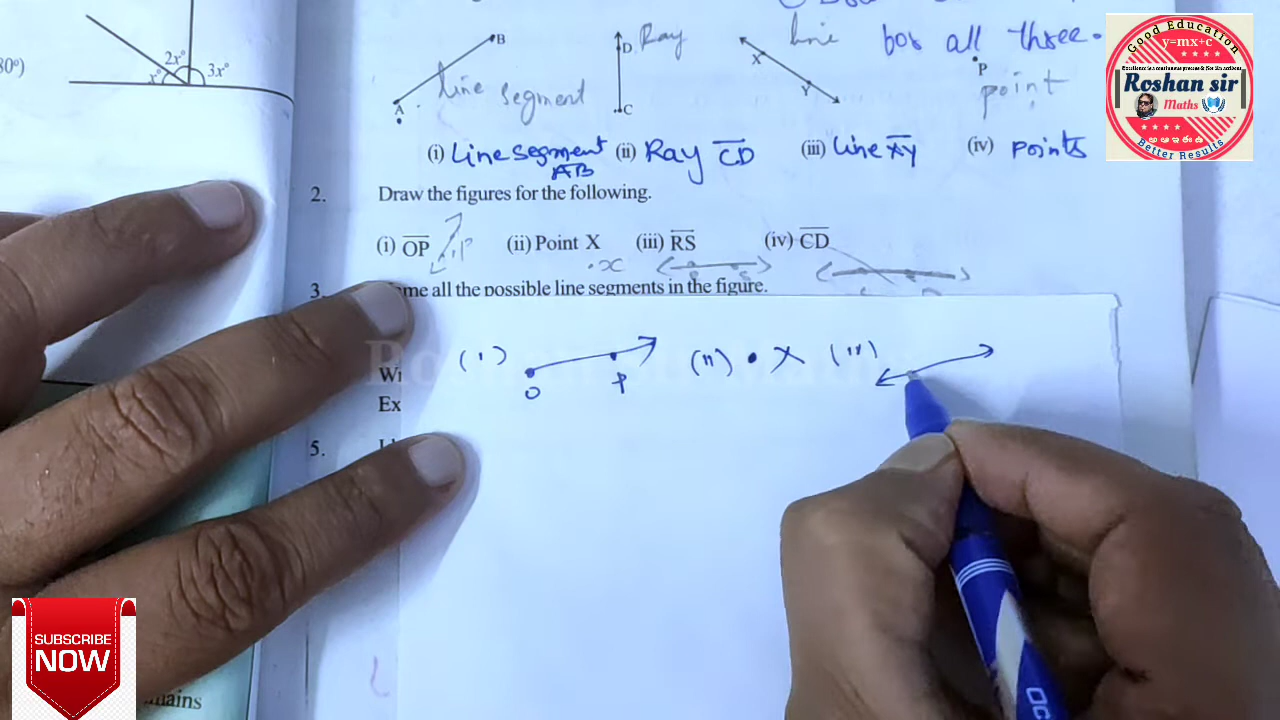 80°)
2x°
x° 3x°
B
D Ray
line
for all three.
X
P
line segment
Y
point
A
C
(i) Line segment AB (ii) Ray CD (iii) line XY (iv) points
2. Draw the figures for the following.
(i) OP (ii) Point X (iii) RS (iv) CD
P
.x
3. me all the possible line segments in the figure.
(i) O P (ii) • X (iii)
Wi
Ex
5.
Good Education
y=mx+c
Roshan sir
Maths
Better Results
SUBSCRIBE
NOW